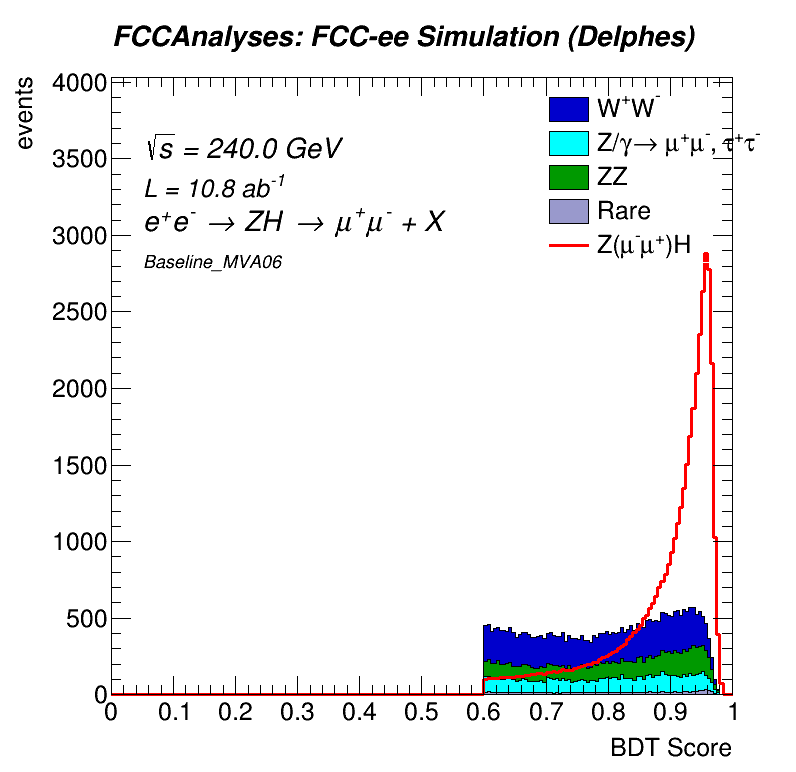 FCCAnalyses: FCC-ee Simulation (Delphes)
events
4000
3500
3000
2500
2000
1500
1000
500
0
√s = 240.0 GeV
L = 10.8 ab⁻¹
e⁺e⁻ → ZH → μ⁺μ⁻ + X
Baseline_MVA06
W⁺W⁻
Z/γ→ μ⁺μ⁻, τ⁺τ⁻
ZZ
Rare
Z(μ⁻μ⁺)H
0 0.1 0.2 0.3 0.4 0.5 0.6 0.7 0.8 0.9 1
BDT Score